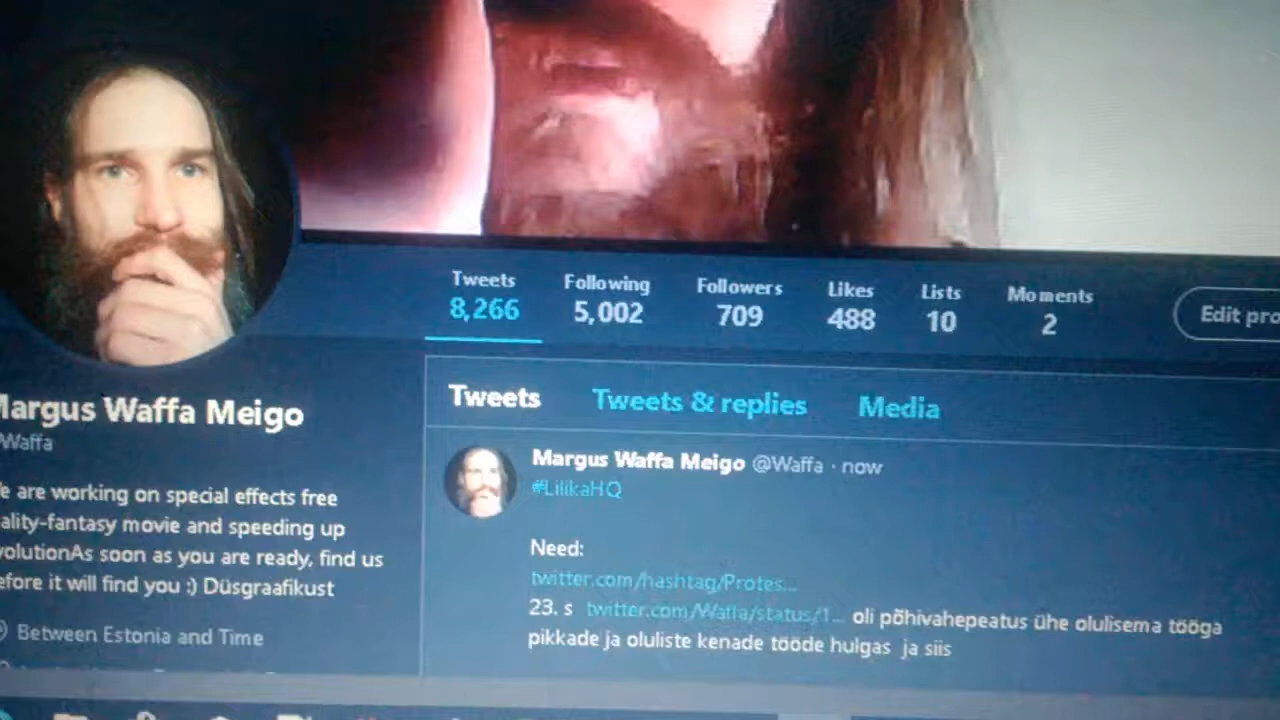 Tweets Following Followers Likes Lists Moments
8,266 5,002 709 488 10 2
Edit pro
Margus Waffa Meigo
Waffa
e are working on special effects free
ality-fantasy movie and speeding up
volutionAs soon as you are ready, find us
efore it will find you :) Düsgraafikust
Between Estonia and Time
Tweets Tweets & replies Media
Margus Waffa Meigo @Waffa · now
#LilikaHQ
Need:
twitter.com/hashtag/Protes...
23. s twitter.com/Waffa/status/1... oli põhivahepeatus ühe olulisema tööga
pikkade ja oluliste kenade tööde hulgas ja siis